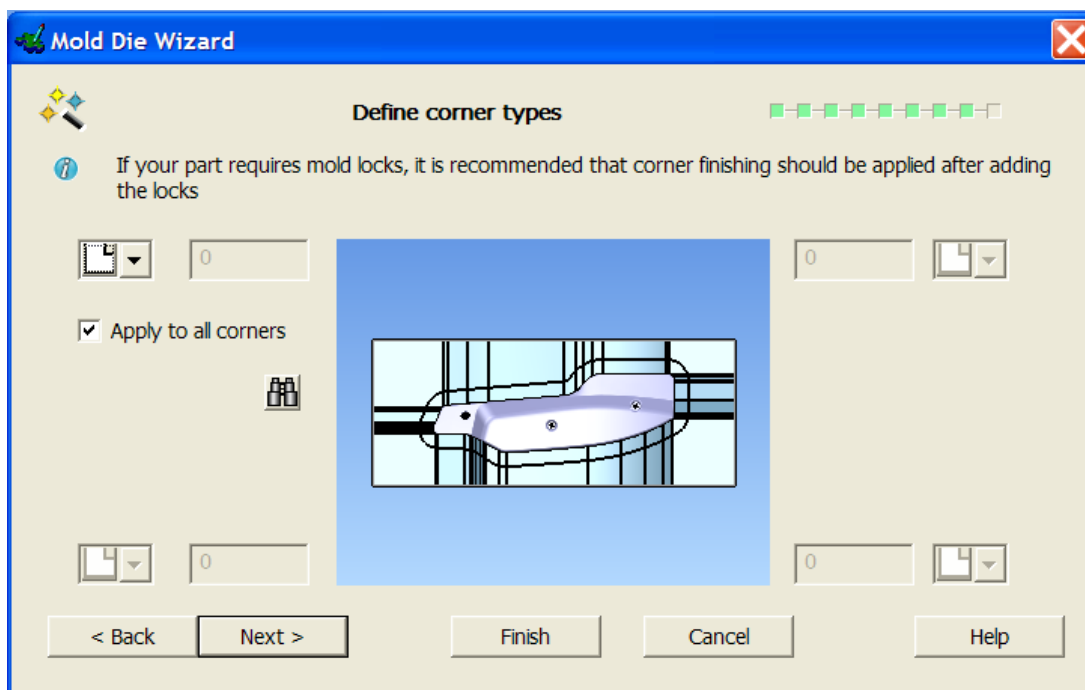 Mold Die Wizard
Define corner types
If your part requires mold locks, it is recommended that corner finishing should be applied after adding
the locks
0
0
Apply to all corners
0
0
< Back
Next >
Finish
Cancel
Help